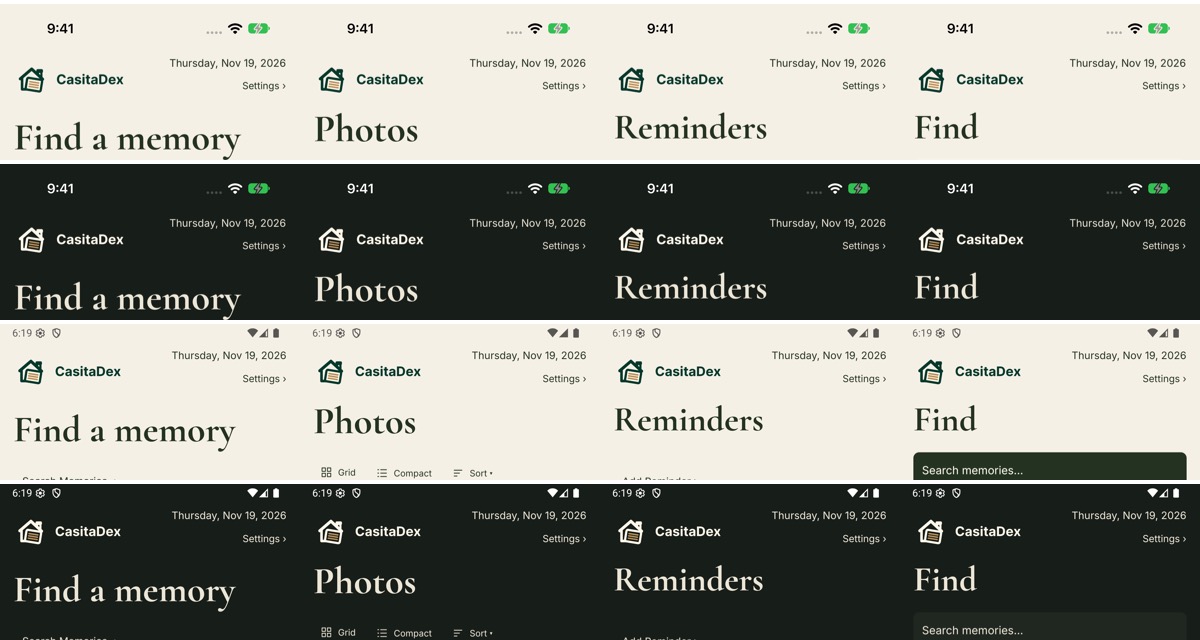 9:41 9:41 9:41 9:41
Thursday, Nov 19, 2026 Thursday, Nov 19, 2026 Thursday, Nov 19, 2026 Thursday, Nov 19, 2026
CasitaDex CasitaDex CasitaDex CasitaDex
Settings › Settings › Settings › Settings ›
Find a memory Photos Reminders Find
9:41 9:41 9:41 9:41
Thursday, Nov 19, 2026 Thursday, Nov 19, 2026 Thursday, Nov 19, 2026 Thursday, Nov 19, 2026
CasitaDex CasitaDex CasitaDex CasitaDex
Settings › Settings › Settings › Settings ›
Find a memory Photos Reminders Find
6:19 6:19 6:19 6:19
Thursday, Nov 19, 2026 Thursday, Nov 19, 2026 Thursday, Nov 19, 2026 Thursday, Nov 19, 2026
CasitaDex CasitaDex CasitaDex CasitaDex
Settings › Settings › Settings › Settings ›
Find a memory Photos Reminders Find
Search Memories Grid Compact Sort Add Reminder Search memories...
6:19 6:19 6:19 6:19
Thursday, Nov 19, 2026 Thursday, Nov 19, 2026 Thursday, Nov 19, 2026 Thursday, Nov 19, 2026
CasitaDex CasitaDex CasitaDex CasitaDex
Settings › Settings › Settings › Settings ›
Find a memory Photos Reminders Find
Search Memories Grid Compact Sort Add Reminder Search memories...